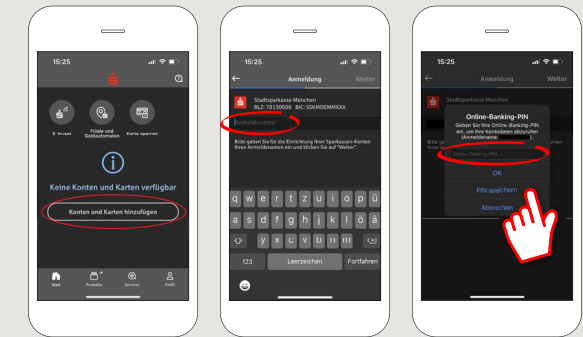 15:25
S-Invest
Filiale und
Geldautomaten
Karte sperren
Keine Konten und Karten verfügbar
Konten und Karten hinzufügen
Start
Produkte
Services
Profil
15:25
Anmeldung
Weiter
Stadtsparkasse München
BLZ: 70150000 BIC: SSKMDEMMXXX
Anmeldename
Bitte geben Sie für die Einrichtung Ihrer Sparkassen-Konten
Ihren Anmeldenamen ein und klicken Sie auf "Weiter".
q w e r t z u i o p ü
a s d f g h j k l ö ä
y x c v b n m
123
Leerzeichen
Fortfahren
15:25
Anmeldung
Weiter
Stadtsparkasse München
Online-Banking-PIN
Geben Sie Ihre Online-Banking-PIN
ein, um Ihre Kontodaten abzurufen
(Anmeldename:
Online-Banking-PIN
OK
PIN speichern
Abbrechen